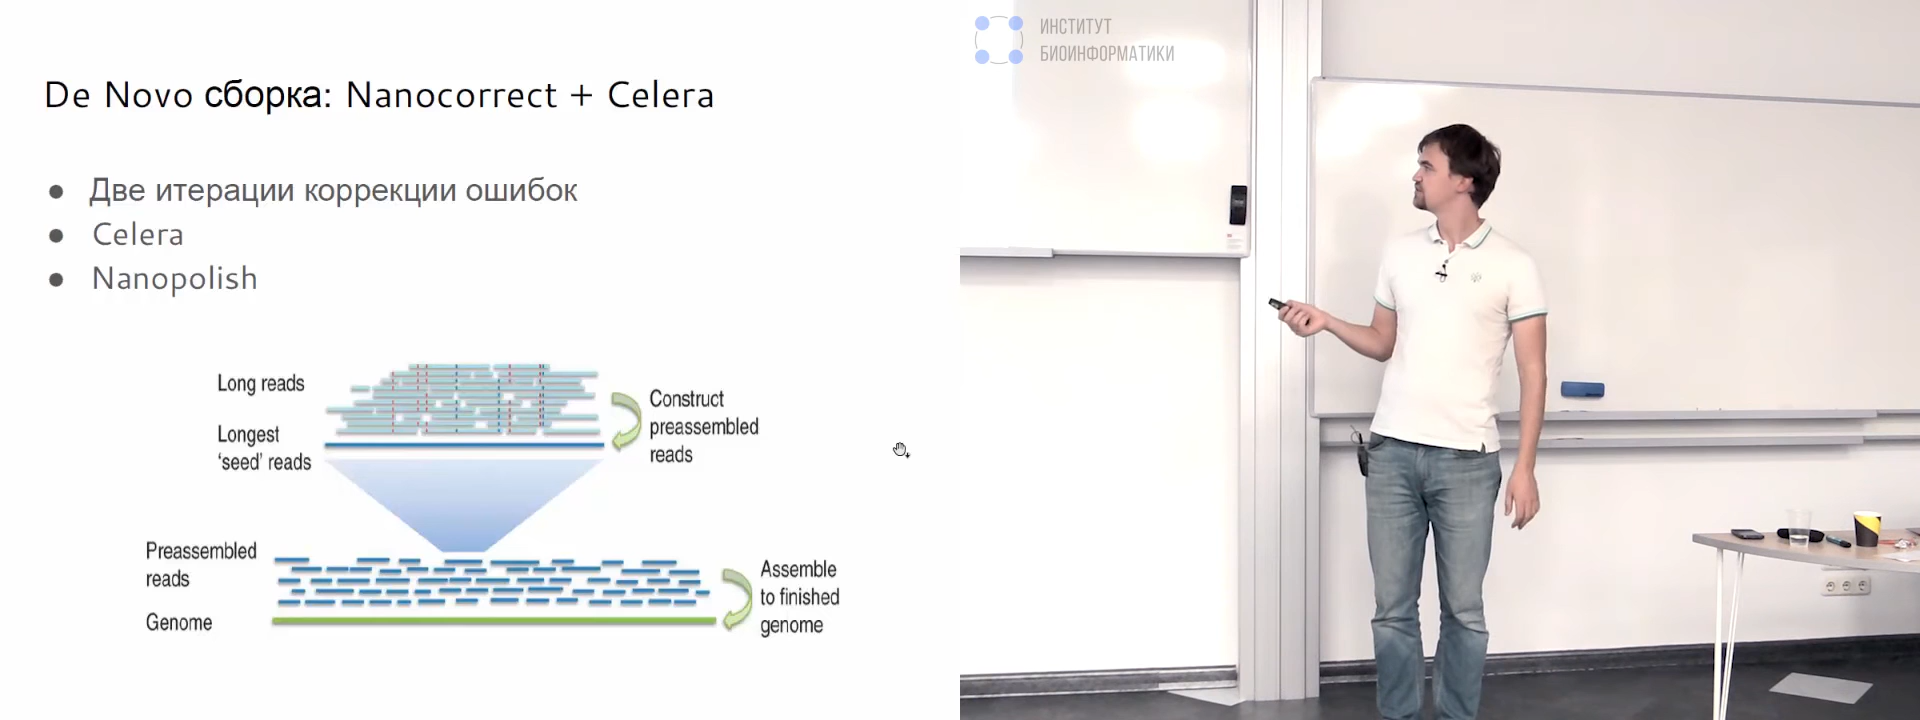 De Novo сборка: Nanocorrect + Celera
● Две итерации коррекции ошибок
● Celera
● Nanopolish
Long reads
Longest
‘seed’ reads
Construct
preassembled
reads
Preassembled
reads
Genome
Assemble
to finished
genome
ИНСТИТУТ
БИОИНФОРМАТИКИ